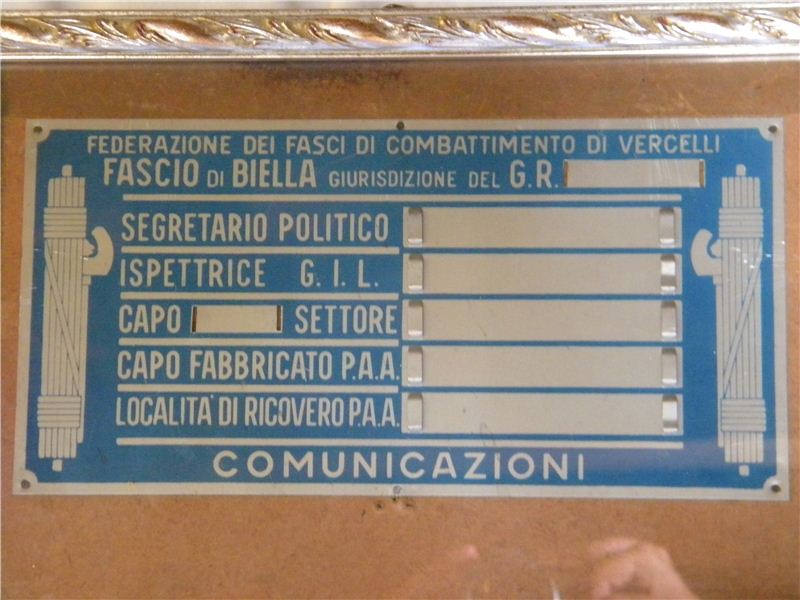 FEDERAZIONE DEI FASCI DI COMBATTIMENTO DI VERCELLI
FASCIO DI BIELLA GIURISDIZIONE DEL G.R.
SEGRETARIO POLITICO
ISPETTRICE G. I. L.
CAPO SETTORE
CAPO FABBRICATO P.A.A.
LOCALITÀ DI RICOVERO P.A.A.
COMUNICAZIONI